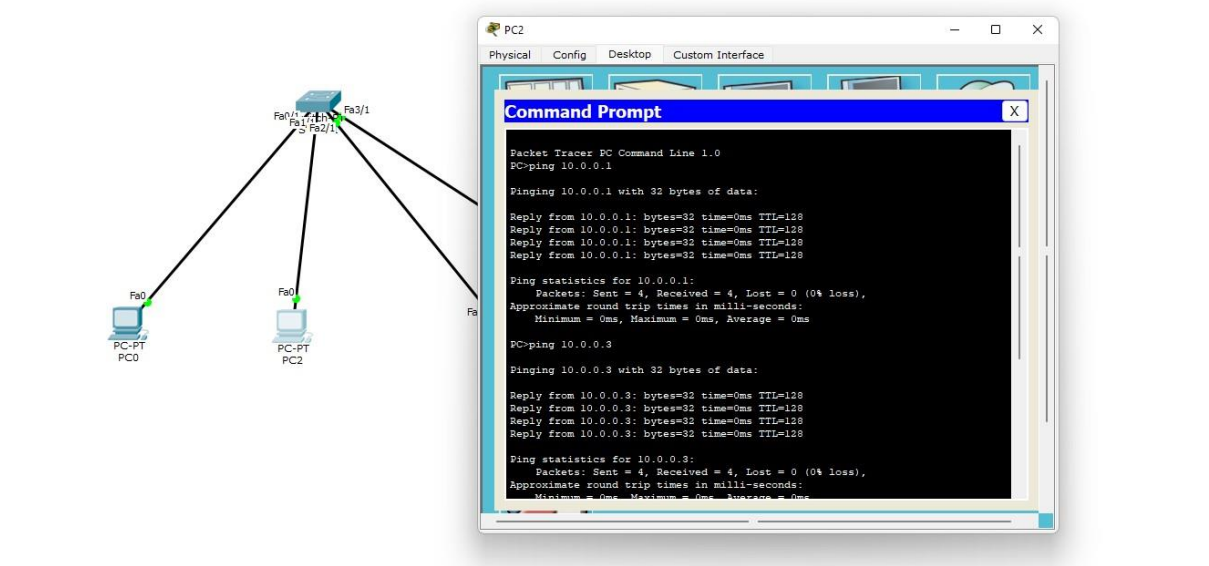 PC2
Physical Config Desktop Custom Interface
Command Prompt
X
Packet Tracer PC Command Line 1.0
PC>ping 10.0.0.1
Pinging 10.0.0.1 with 32 bytes of data:
Reply from 10.0.0.1: bytes=32 time=0ms TTL=128
Reply from 10.0.0.1: bytes=32 time=0ms TTL=128
Reply from 10.0.0.1: bytes=32 time=0ms TTL=128
Reply from 10.0.0.1: bytes=32 time=0ms TTL=128
Ping statistics for 10.0.0.1:
Packets: Sent = 4, Received = 4, Lost = 0 (0% loss),
Approximate round trip times in milli-seconds:
Minimum = 0ms, Maximum = 0ms, Average = 0ms
PC>ping 10.0.0.3
Pinging 10.0.0.3 with 32 bytes of data:
Reply from 10.0.0.3: bytes=32 time=0ms TTL=128
Reply from 10.0.0.3: bytes=32 time=0ms TTL=128
Reply from 10.0.0.3: bytes=32 time=0ms TTL=128
Reply from 10.0.0.3: bytes=32 time=0ms TTL=128
Ping statistics for 10.0.0.3:
Packets: Sent = 4, Received = 4, Lost = 0 (0% loss),
Approximate round trip times in milli-seconds:
Minimum = 0ms, Maximum = 0ms, Average = 0ms
Fa3/1
Fa2/1
Fa0
PC-PT
PC0
Fa0
PC-PT
PC2
Fa